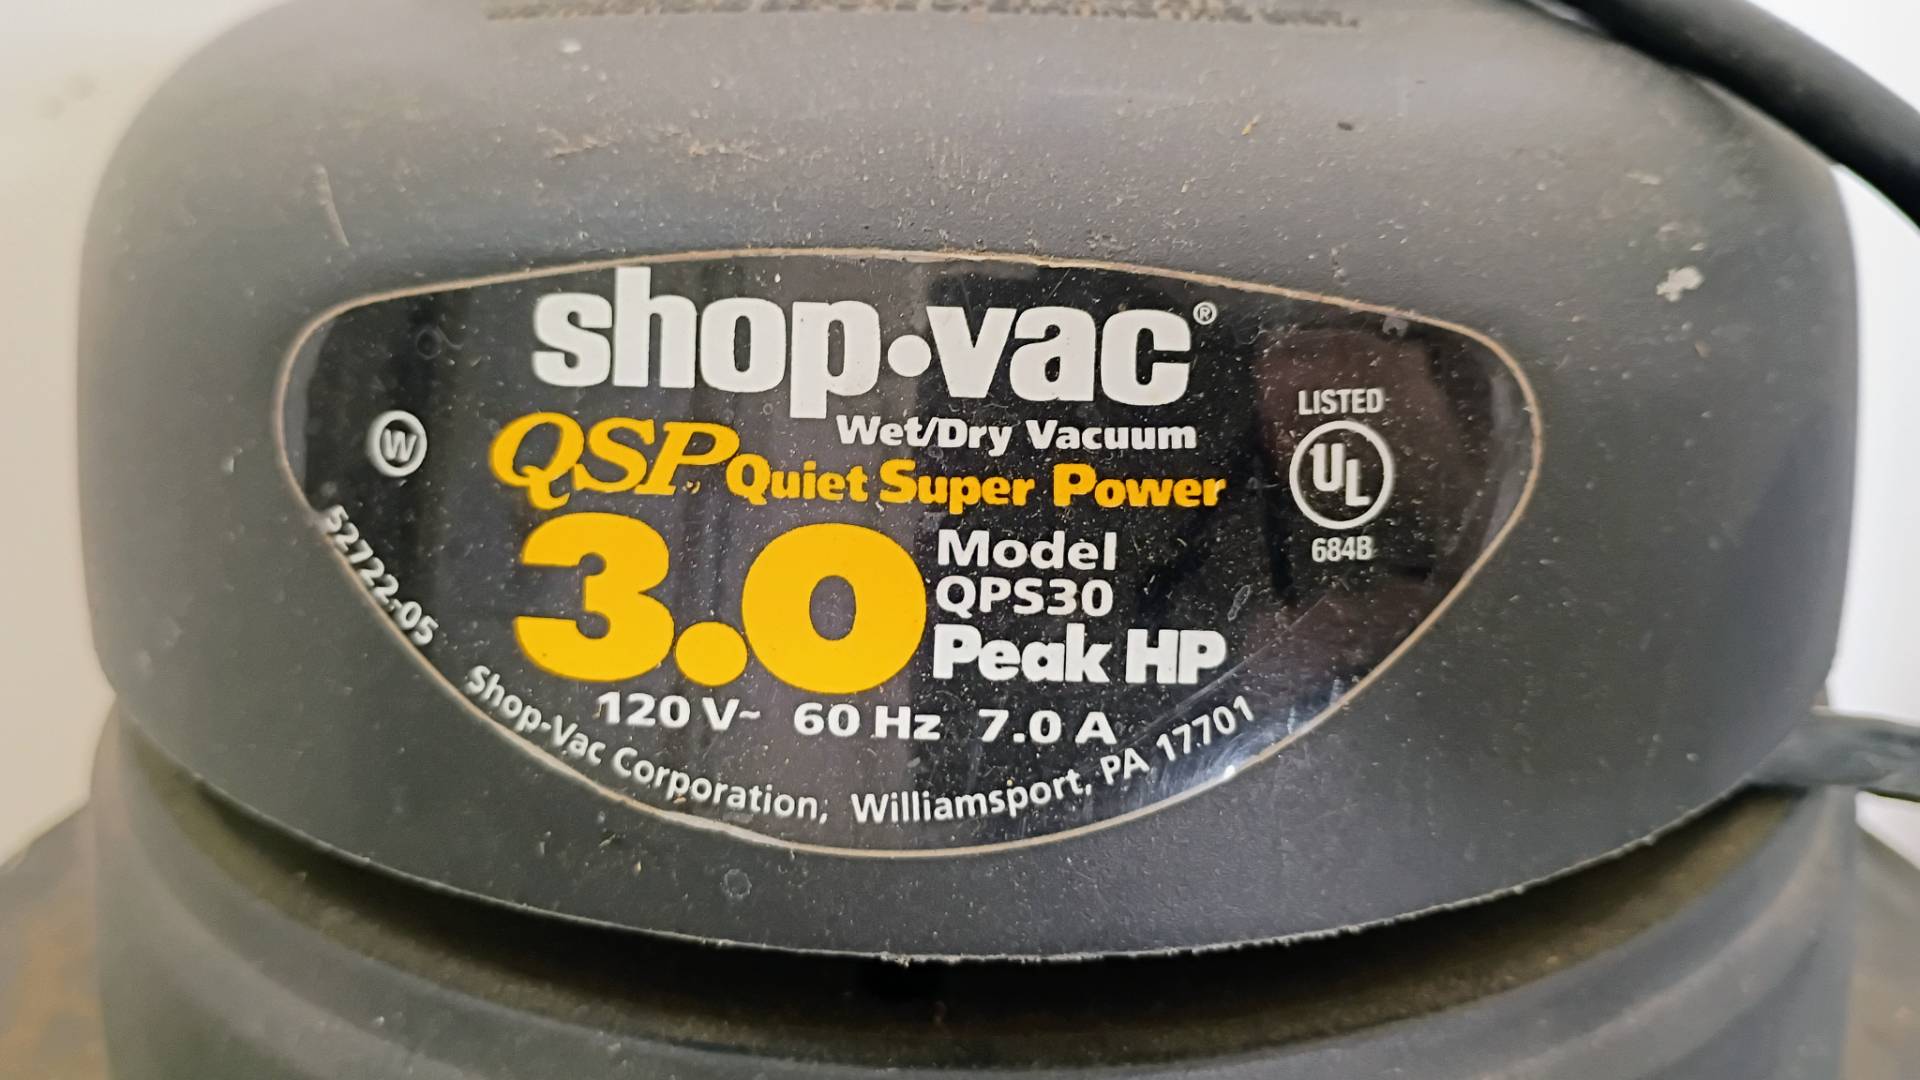 shop•vac®
Wet/Dry Vacuum
QSP Quiet Super Power
3.0
Model
QPS30
Peak HP
120 V~ 60 Hz 7.0 A
Shop-Vac Corporation, Williamsport, PA 17701
52722-05
W
LISTED
UL
684B